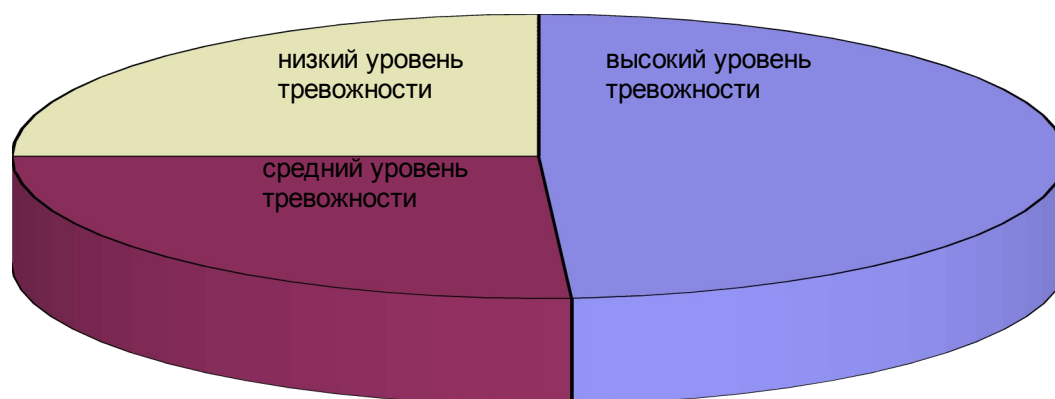 низкий уровень
тревожности
высокий уровень
тревожности
средний уровень
тревожности